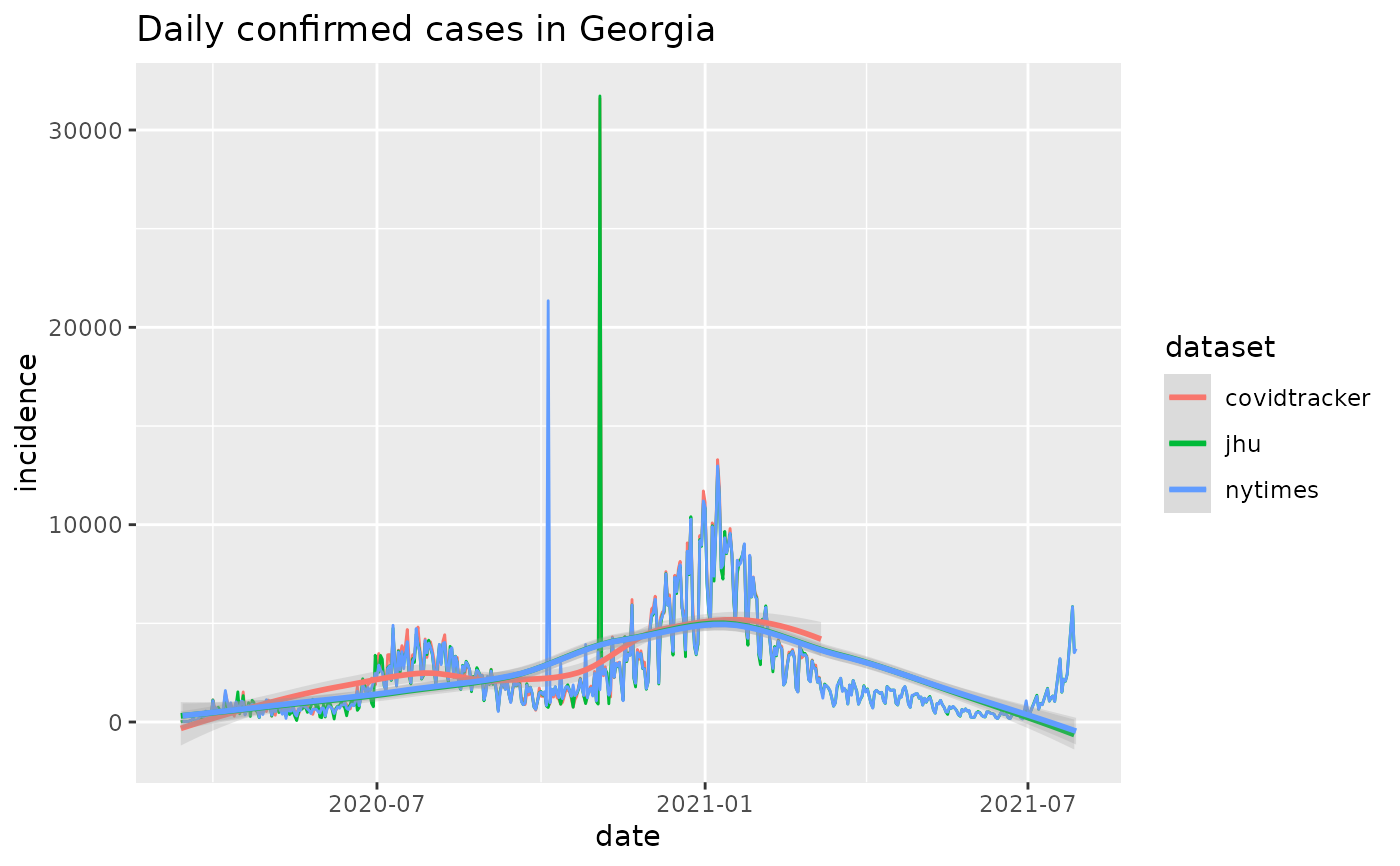 Daily confirmed cases in Georgia
30000
20000
10000
0
incidence
2020-07
2021-01
2021-07
date
dataset
covidtracker
jhu
nytimes